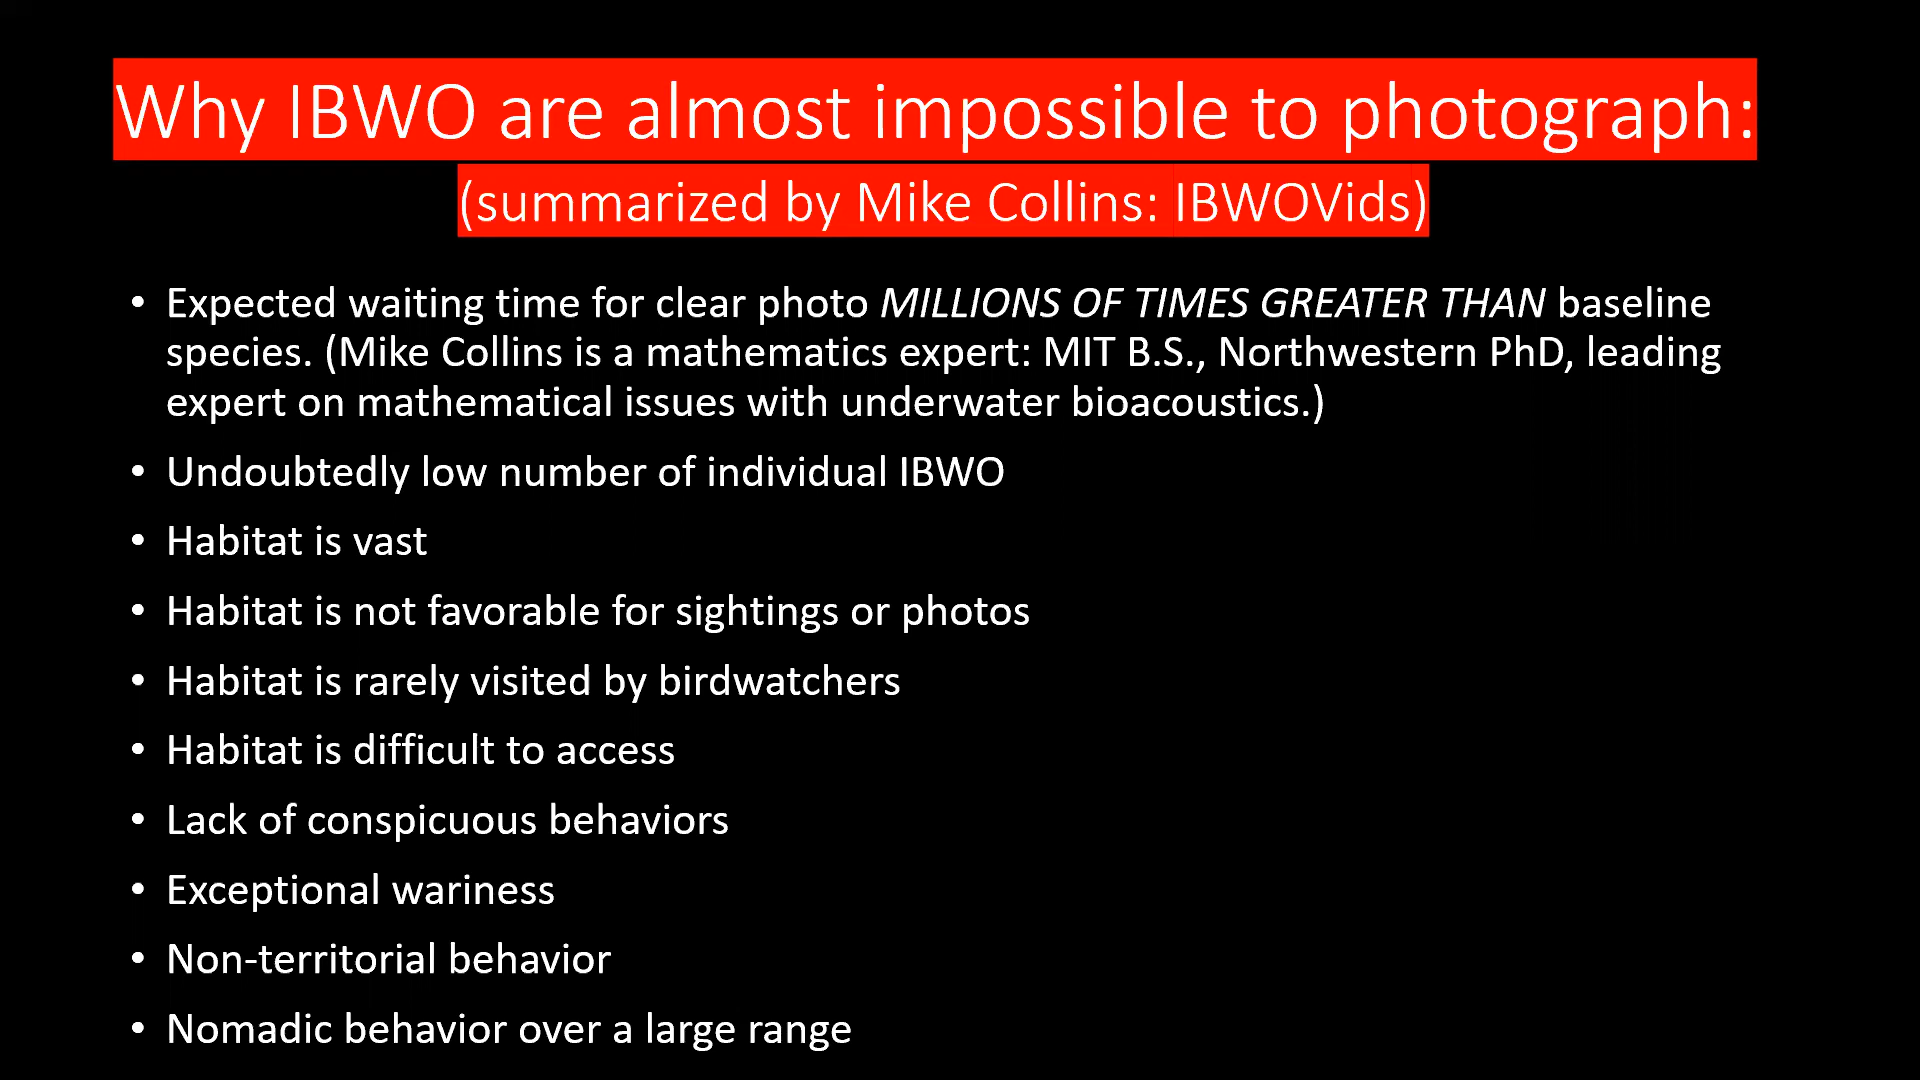 Why IBWO are almost impossible to photograph:
(summarized by Mike Collins: IBWOVids)
• Expected waiting time for clear photo MILLIONS OF TIMES GREATER THAN baseline
species. (Mike Collins is a mathematics expert: MIT B.S., Northwestern PhD, leading
expert on mathematical issues with underwater bioacoustics.)
• Undoubtedly low number of individual IBWO
• Habitat is vast
• Habitat is not favorable for sightings or photos
• Habitat is rarely visited by birdwatchers
• Habitat is difficult to access
• Lack of conspicuous behaviors
• Exceptional wariness
• Non-territorial behavior
• Nomadic behavior over a large range